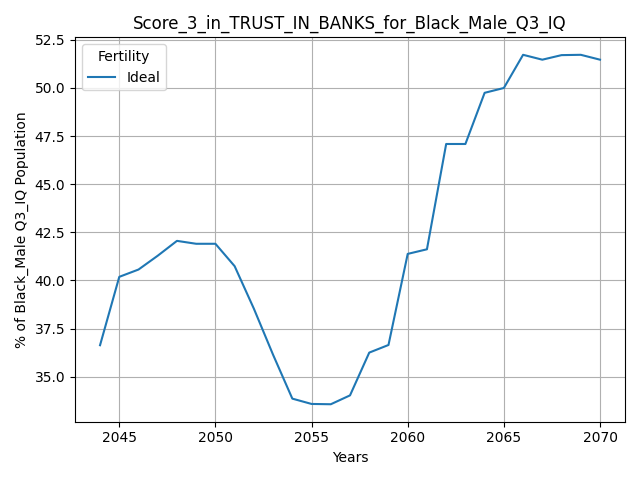 Score_3_in_TRUST_IN_BANKS_for_Black_Male_Q3_IQ
Fertility
Ideal
% of Black_Male Q3_IQ Population
52.5
50.0
47.5
45.0
42.5
40.0
37.5
35.0
2045 2050 2055 2060 2065 2070
Years